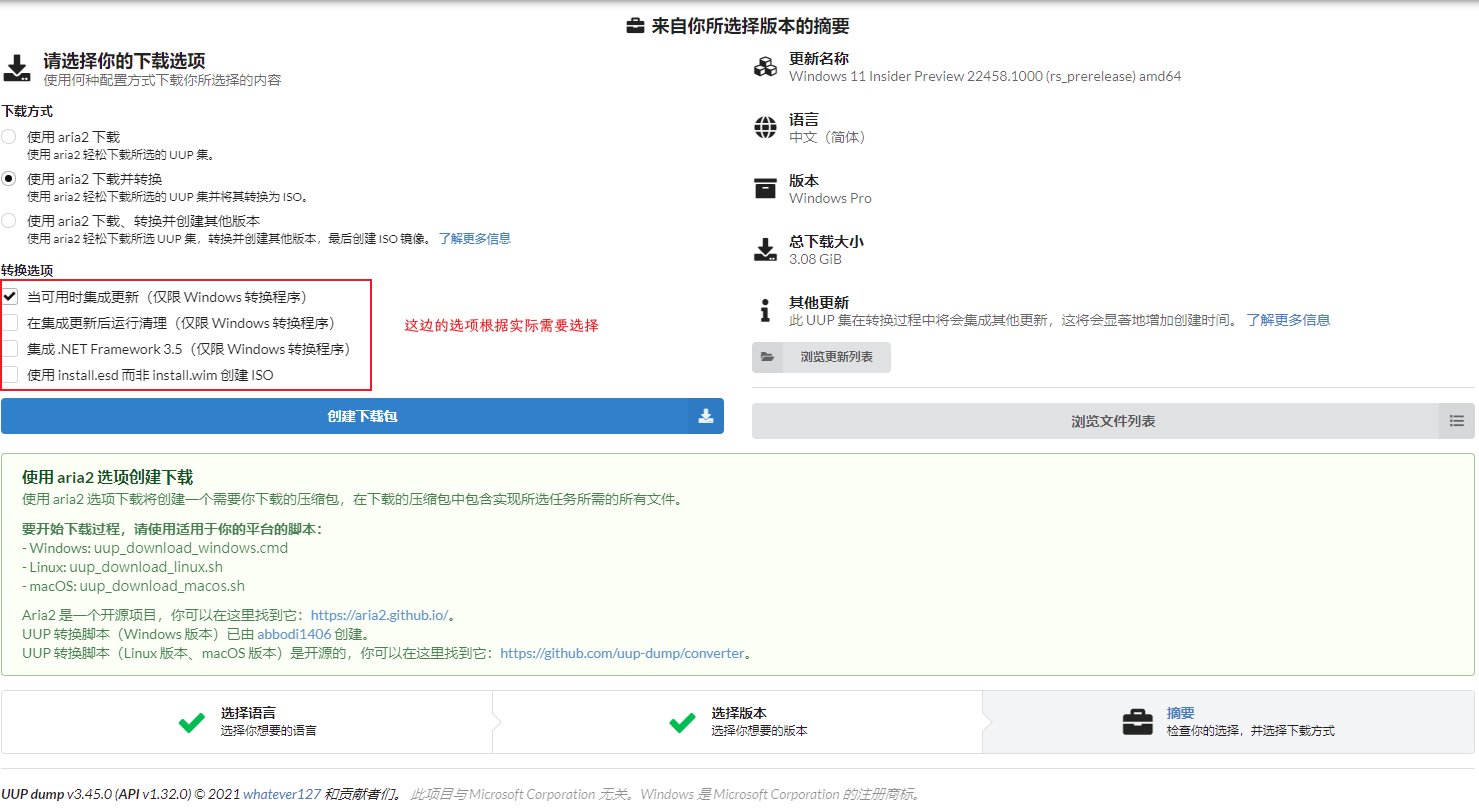 来自你所选择版本的摘要
请选择你的下载选项
使用何种配置方式下载你所选择的内容
下载方式
使用 aria2 下载
使用 aria2 轻松下载所选的 UUP 集。
使用 aria2 下载并转换
使用 aria2 轻松下载所选的 UUP 集并将其转换为 ISO。
使用 aria2 下载、转换并创建其他版本
使用 aria2 轻松下载所选 UUP 集，转换并创建其他版本，最后创建 ISO 镜像。 了解更多信息
转换选项
当可用时集成更新（仅限 Windows 转换程序）
在集成更新后运行清理（仅限 Windows 转换程序）
集成 .NET Framework 3.5（仅限 Windows 转换程序）
使用 install.esd 而非 install.wim 创建 ISO
这边的选项根据实际需要选择
创建下载包
更新名称
Windows 11 Insider Preview 22458.1000 (rs_prerelease) amd64
语言
中文（简体）
版本
Windows Pro
总下载大小
3.08 GiB
其他更新
此 UUP 集在转换过程中将会集成其他更新，这将会显著地增加创建时间。 了解更多信息
浏览更新列表
浏览文件列表
使用 aria2 选项创建下载
使用 aria2 选项下载将创建一个需要你下载的压缩包，在下载的压缩包中包含实现所选任务所需的所有文件。
要开始下载过程，请使用适用于你的平台的脚本：
- Windows: uup_download_windows.cmd
- Linux: uup_download_linux.sh
- macOS: uup_download_macos.sh
Aria2 是一个开源项目，你可以在这里找到它：https://aria2.github.io/。
UUP 转换脚本（Windows 版本）已由 abbodi1406 创建。
UUP 转换脚本（Linux 版本、macOS 版本）是开源的，你可以在这里找到它：https://github.com/uup-dump/converter。
选择语言
选择你想要的语言
选择版本
选择你想要的版本
摘要
检查你的选择，并选择下载方式
UUP dump v3.45.0 (API v1.32.0) © 2021 whatever127 和贡献者们。 此项目与 Microsoft Corporation 无关。Windows 是 Microsoft Corporation 的注册商标。